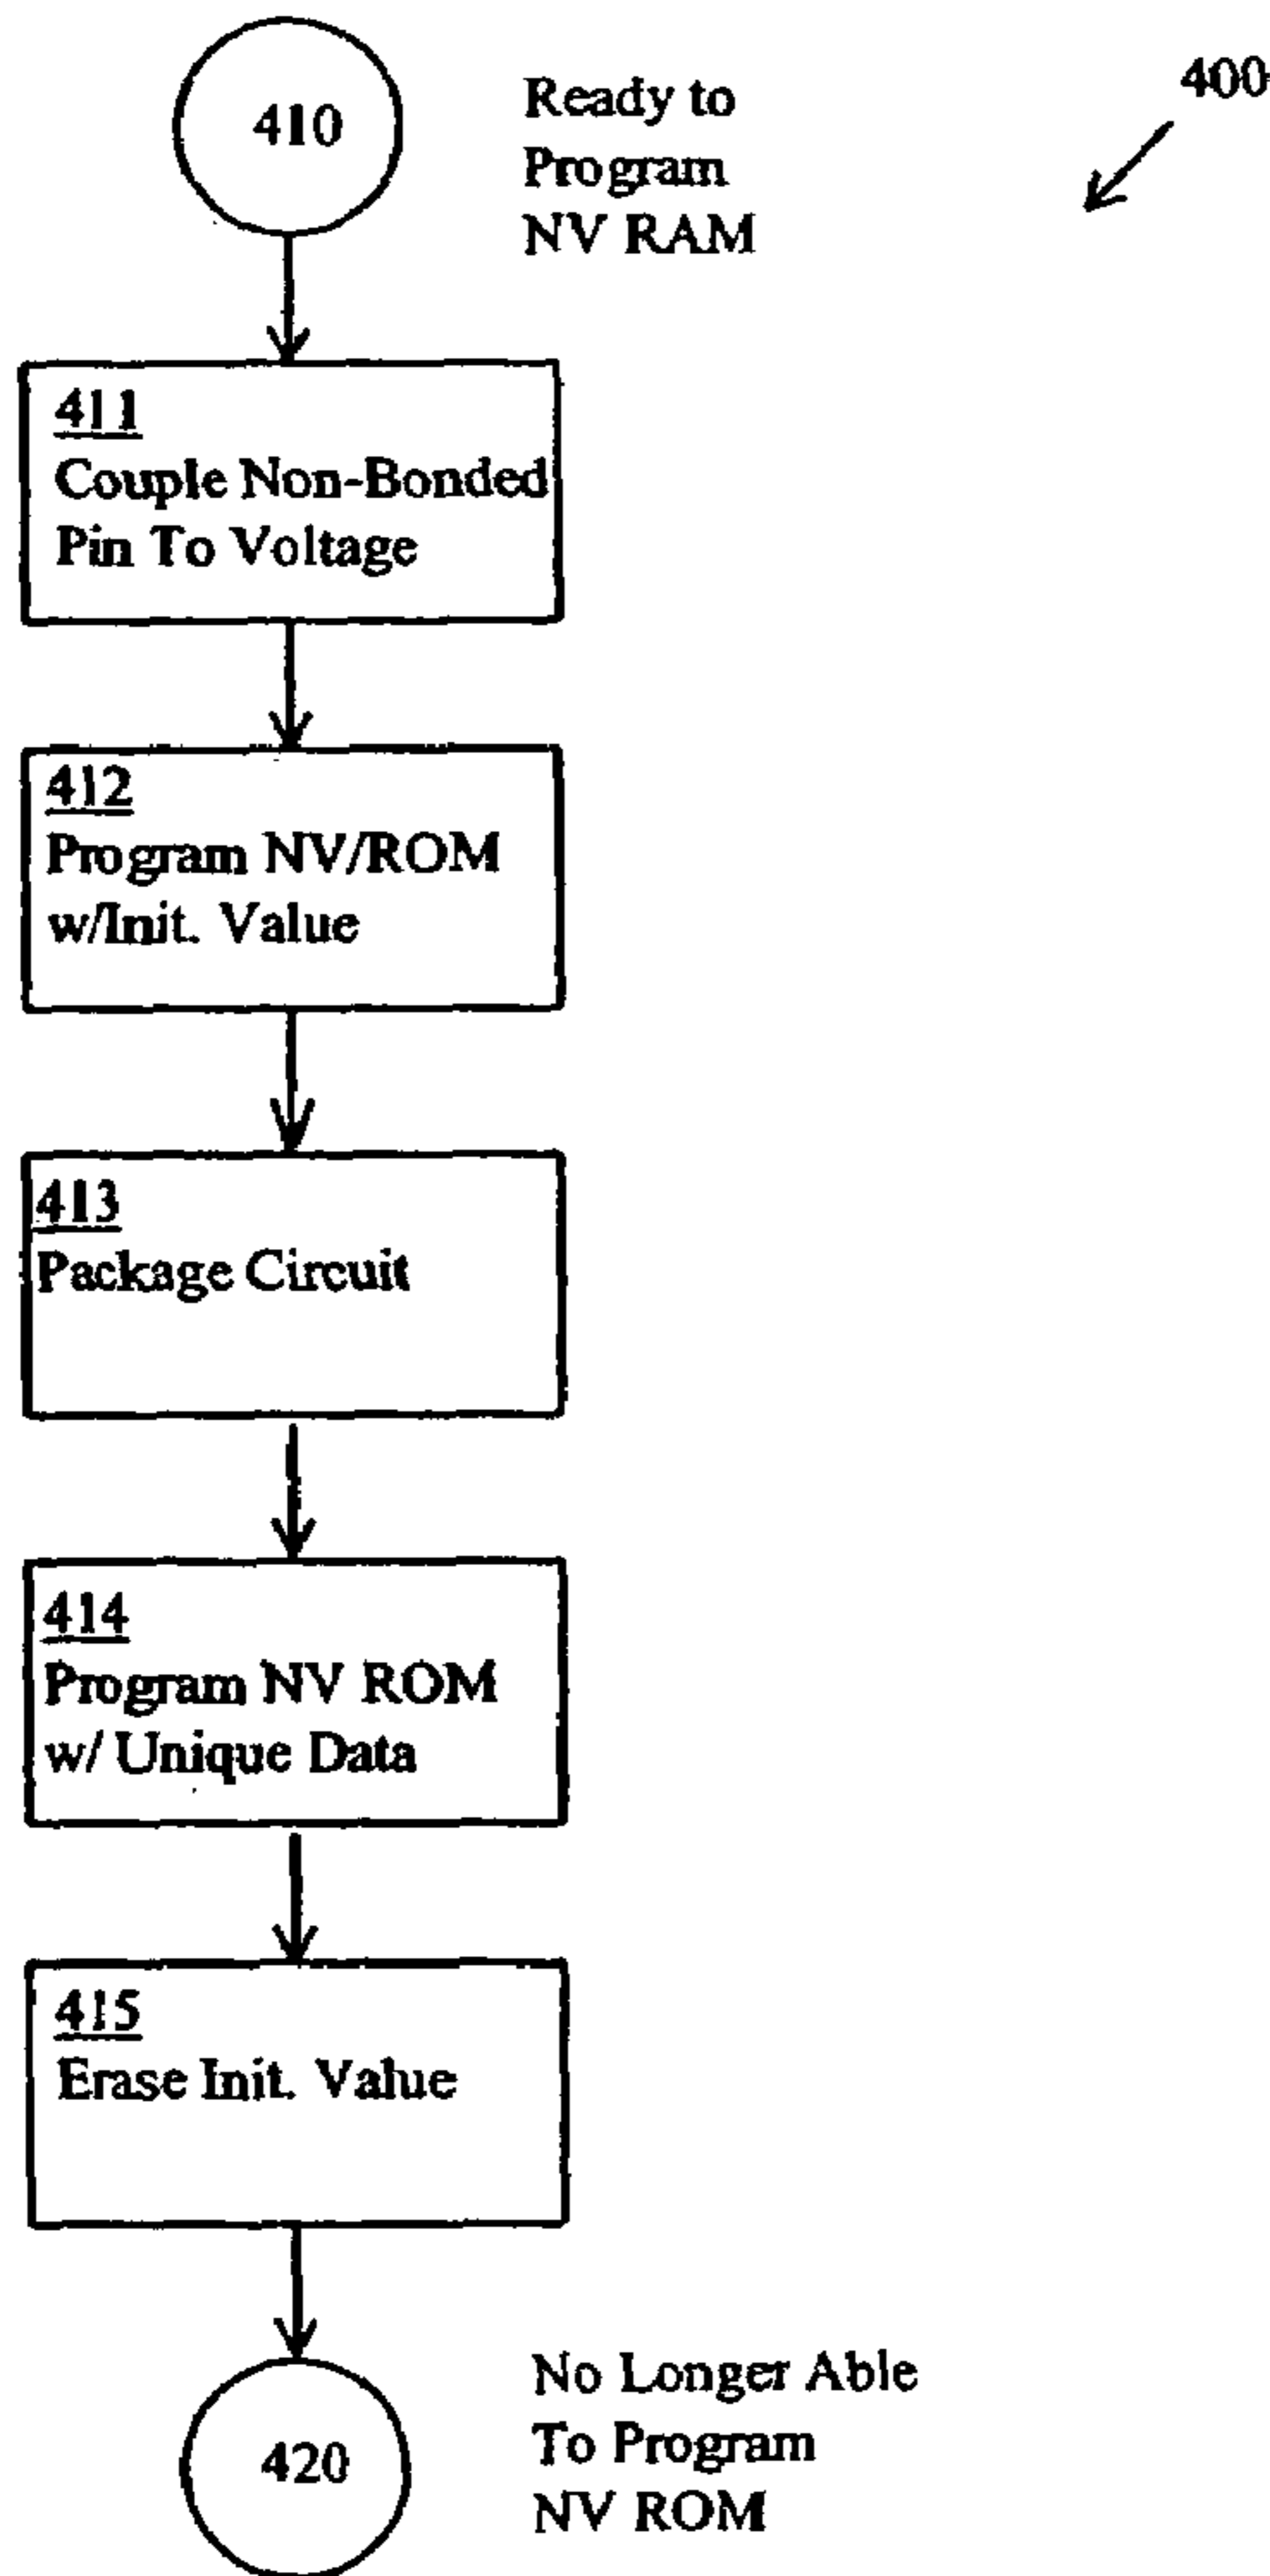 410
Ready to
Program
NV RAM
400
411
Couple Non-Bonded
Pin To Voltage
412
Program NV/ROM
w/Init. Value
413
Package Circuit
414
Program NV ROM
w/ Unique Data
415
Erase Init. Value
420
No Longer Able
To Program
NV ROM